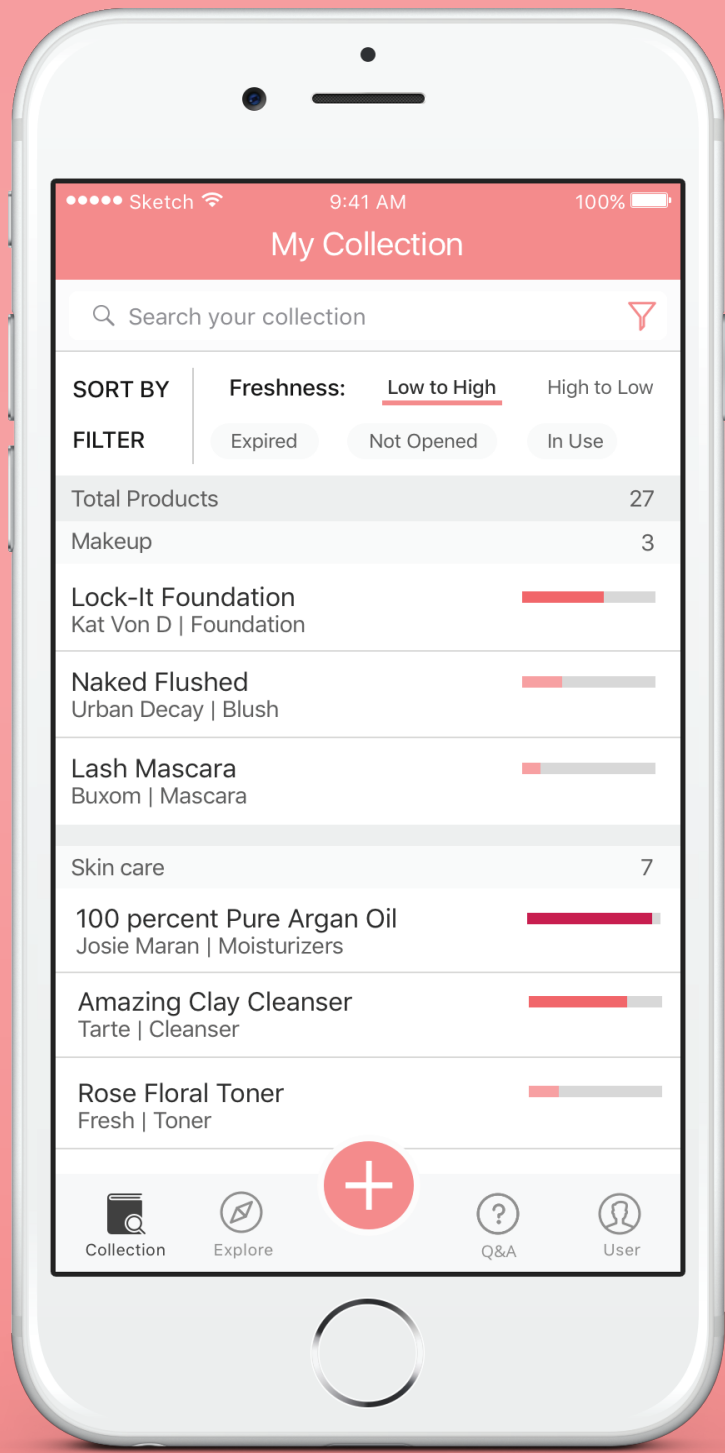 Sketch 9:41 AM 100%
My Collection
Search your collection
SORT BY Freshness: Low to High High to Low
FILTER Expired Not Opened In Use
Total Products 27
Makeup 3
Lock-It Foundation
Kat Von D | Foundation
Naked Flushed
Urban Decay | Blush
Lash Mascara
Buxom | Mascara
Skin care 7
100 percent Pure Argan Oil
Josie Maran | Moisturizers
Amazing Clay Cleanser
Tarte | Cleanser
Rose Floral Toner
Fresh | Toner
Collection Explore Q&A User